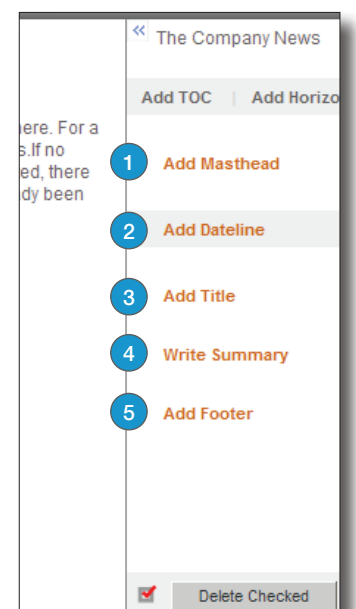 « The Company News
Add TOC | Add Horizo
ere. For a
s.If no
ed, there
dy been
1 Add Masthead
2 Add Dateline
3 Add Title
4 Write Summary
5 Add Footer
Delete Checked